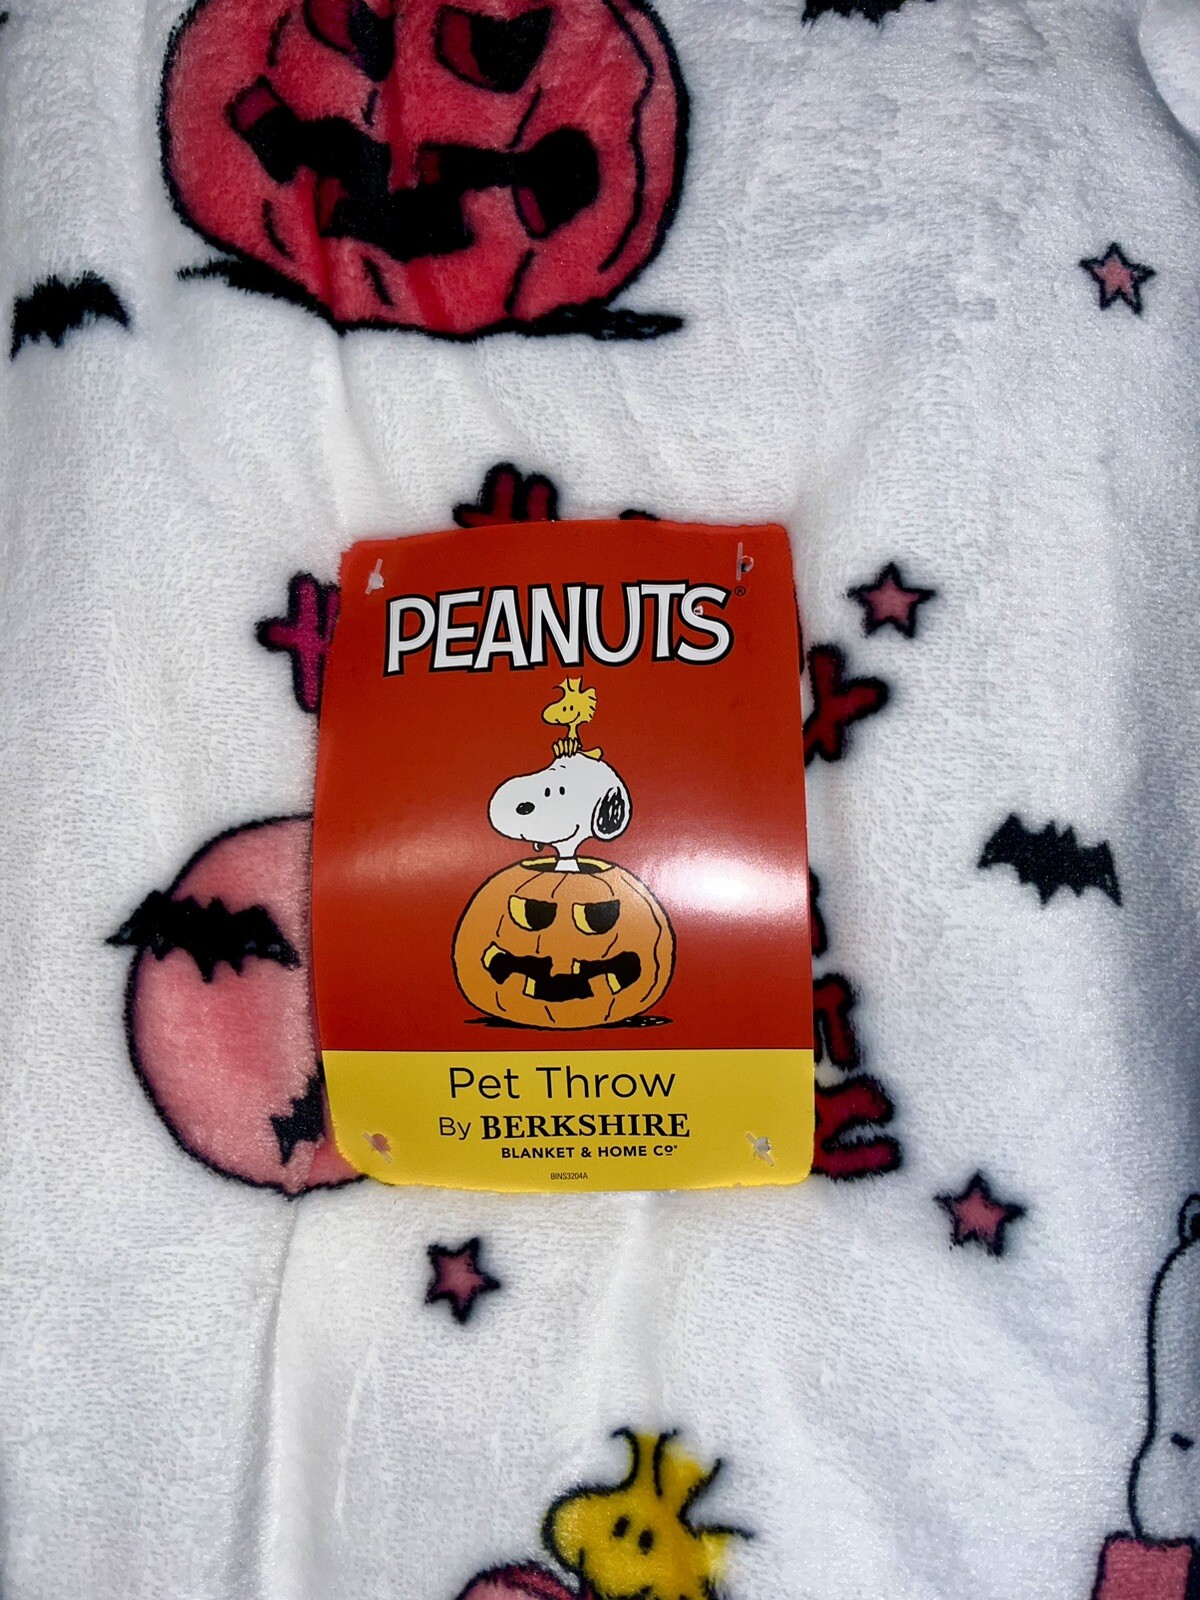 PEANUTS®
Pet Throw
By BERKSHIRE
BLANKET & HOME Co®
BINS3204A